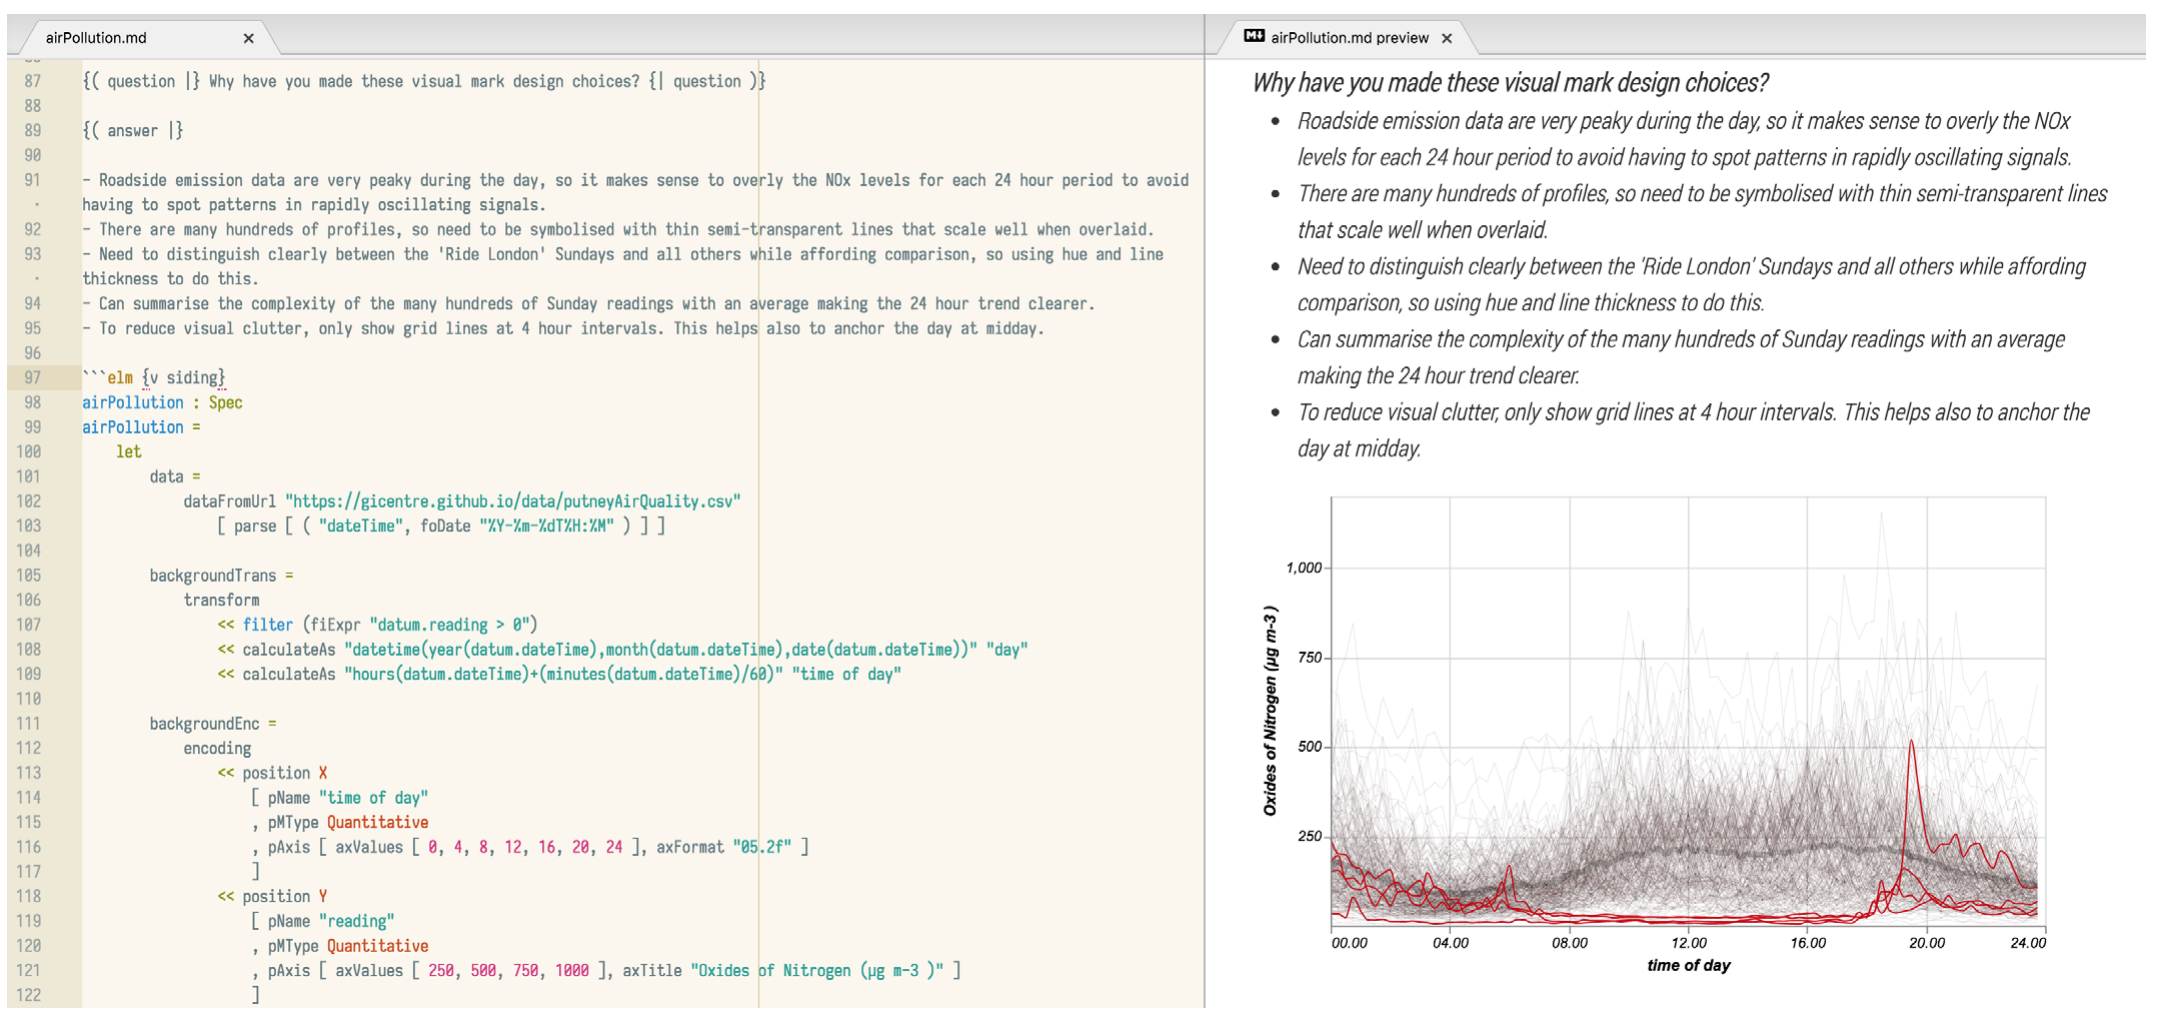 airPollution.md ×
87 {( question |} Why have you made these visual mark design choices? {| question )}
88
89 {( answer |}
90
91 - Roadside emission data are very peaky during the day, so it makes sense to overly the NOx levels for each 24 hour period to avoid
· having to spot patterns in rapidly oscillating signals.
92 - There are many hundreds of profiles, so need to be symbolised with thin semi-transparent lines that scale well when overlaid.
93 - Need to distinguish clearly between the 'Ride London' Sundays and all others while affording comparison, so using hue and line
· thickness to do this.
94 - Can summarise the complexity of the many hundreds of Sunday readings with an average making the 24 hour trend clearer.
95 - To reduce visual clutter, only show grid lines at 4 hour intervals. This helps also to anchor the day at midday.
96
97 ```elm {v siding}
98 airPollution : Spec
99 airPollution =
100 let
101 data =
102 dataFromUrl "https://gicentre.github.io/data/putneyAirQuality.csv"
103 [ parse [ ( "dateTime", foDate "%Y-%m-%dT%H:%M" ) ] ]
104
105 backgroundTrans =
106 transform
107 << filter (fiExpr "datum.reading > 0")
108 << calculateAs "datetime(year(datum.dateTime),month(datum.dateTime),date(datum.dateTime))" "day"
109 << calculateAs "hours(datum.dateTime)+(minutes(datum.dateTime)/60)" "time of day"
110
111 backgroundEnc =
112 encoding
113 << position X
114 [ pName "time of day"
115 , pMType Quantitative
116 , pAxis [ axValues [ 0, 4, 8, 12, 16, 20, 24 ], axFormat "05.2f" ]
117 ]
118 << position Y
119 [ pName "reading"
120 , pMType Quantitative
121 , pAxis [ axValues [ 250, 500, 750, 1000 ], axTitle "Oxides of Nitrogen (µg m-3 )" ]
122 ]
M↓ airPollution.md preview ×
Why have you made these visual mark design choices?
• Roadside emission data are very peaky during the day, so it makes sense to overly the NOx
levels for each 24 hour period to avoid having to spot patterns in rapidly oscillating signals.
• There are many hundreds of profiles, so need to be symbolised with thin semi-transparent lines
that scale well when overlaid.
• Need to distinguish clearly between the 'Ride London' Sundays and all others while affording
comparison, so using hue and line thickness to do this.
• Can summarise the complexity of the many hundreds of Sunday readings with an average
making the 24 hour trend clearer.
• To reduce visual clutter, only show grid lines at 4 hour intervals. This helps also to anchor the
day at midday.
Oxides of Nitrogen (µg m-3 )
1,000
750
500
250
00.00 04.00 08.00 12.00 16.00 20.00 24.00
time of day